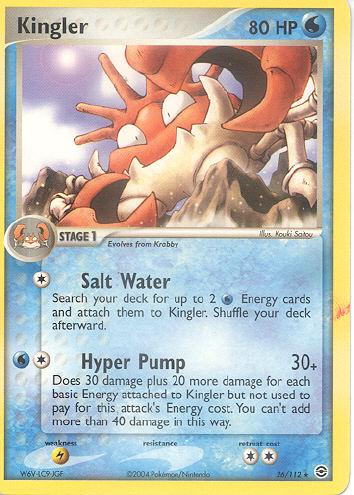 Kingler 80 HP
Illus. Kouki Saitou
STAGE 1
Evolves from Krabby
Salt Water
Search your deck for up to 2 Energy cards
and attach them to Kingler. Shuffle your deck
afterward.
Hyper Pump 30+
Does 30 damage plus 20 more damage for each
basic Energy attached to Kingler but not used
to pay for this attack's Energy cost. You can't add
more than 40 damage in this way.
weakness resistance retreat cost
W6V-LC9-JGF ©2004 Pokémon/Nintendo 36/112 ★